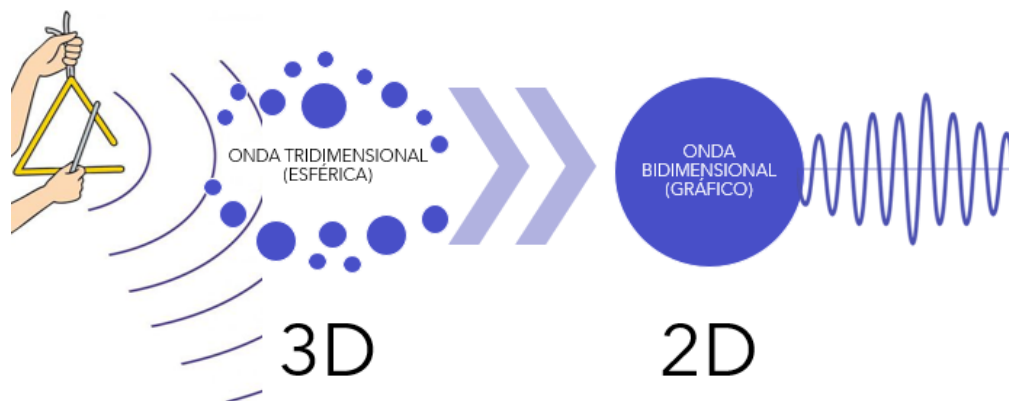 ONDA TRIDIMENSIONAL
(ESFÉRICA)
ONDA
BIDIMENSIONAL
(GRÁFICO)
3D
2D